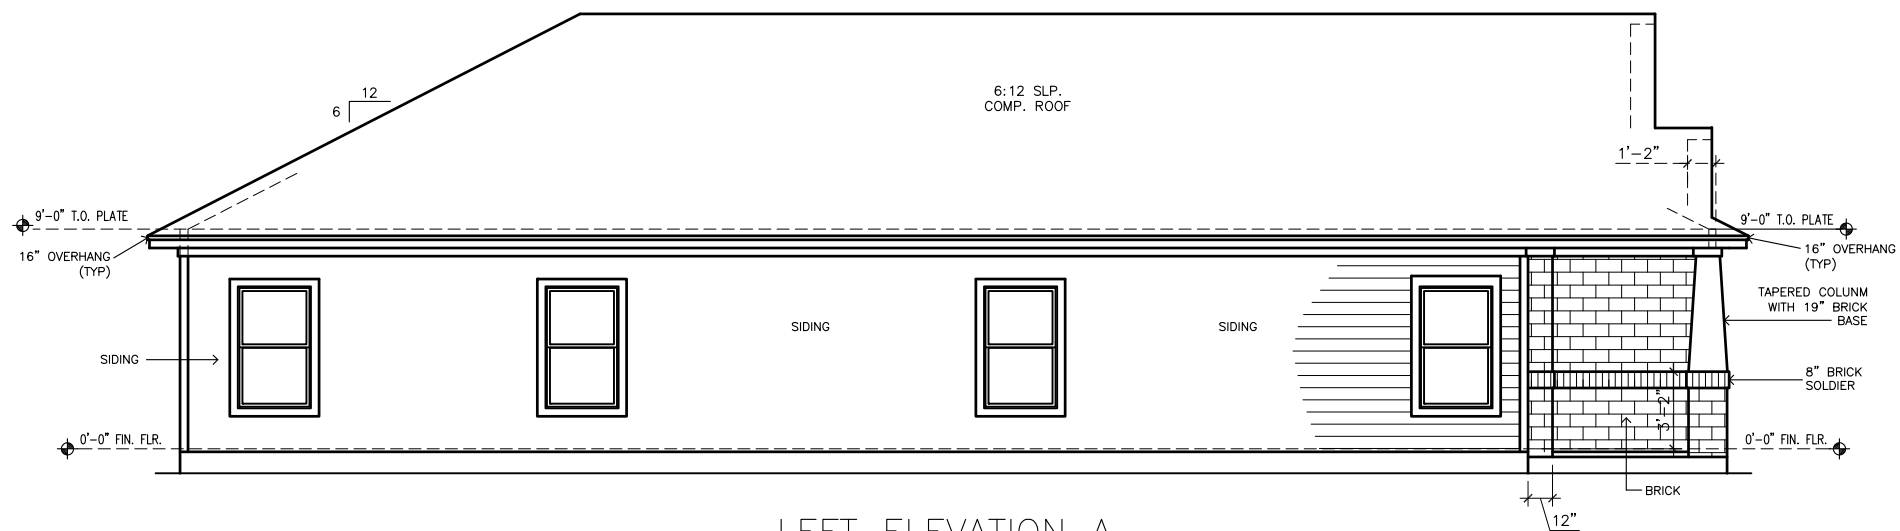 12
6
6:12 SLP.
COMP. ROOF
1'-2"
9'-0" T.O. PLATE
9'-0" T.O. PLATE
16" OVERHANG
(TYP)
16" OVERHANG
(TYP)
TAPERED COLUNM
WITH 19" BRICK
BASE
SIDING
SIDING
SIDING
8" BRICK
SOLDIER
3'-2"
0'-0" FIN. FLR.
0'-0" FIN. FLR.
BRICK
12"
LEFT ELEVATION A